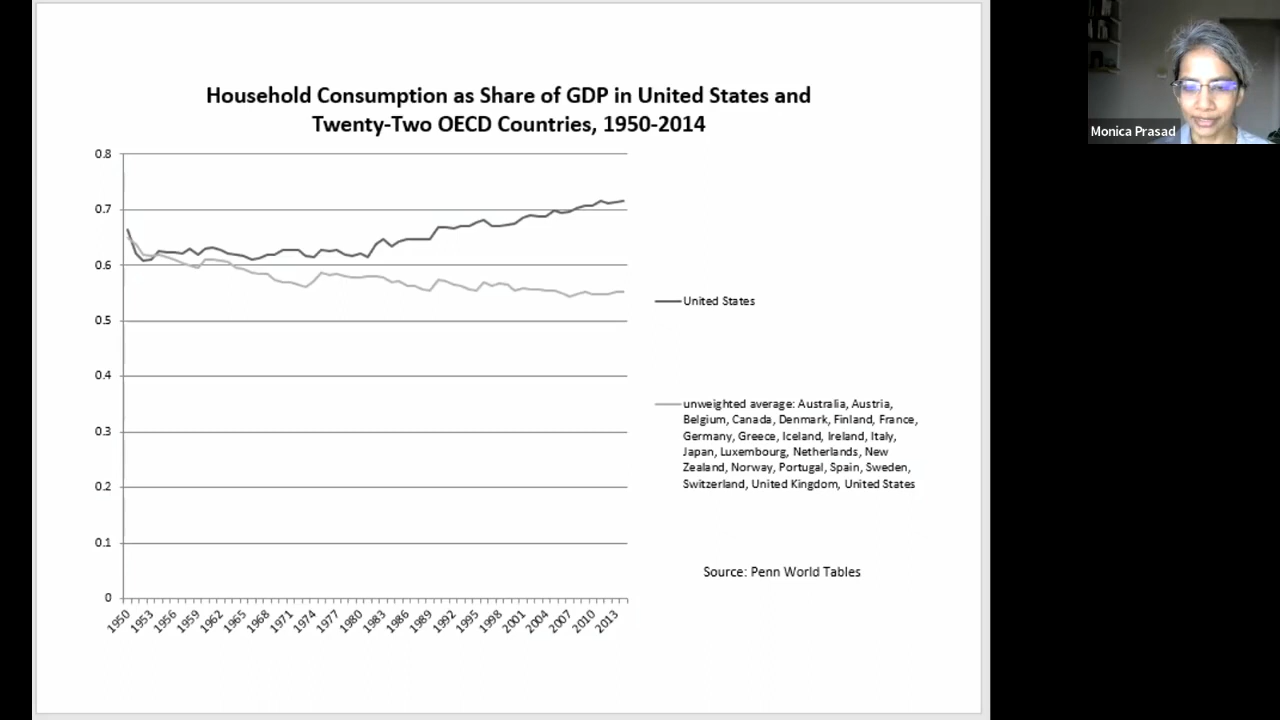 Household Consumption as Share of GDP in United States and
Twenty-Two OECD Countries, 1950-2014
0.8
0.7
0.6
0.5
0.4
0.3
0.2
0.1
0
1950
1953
1956
1959
1962
1965
1968
1971
1974
1977
1980
1983
1986
1989
1992
1995
1998
2001
2004
2007
2010
2013
United States
unweighted average: Australia, Austria,
Belgium, Canada, Denmark, Finland, France,
Germany, Greece, Iceland, Ireland, Italy,
Japan, Luxembourg, Netherlands, New
Zealand, Norway, Portugal, Spain, Sweden,
Switzerland, United Kingdom, United States
Source: Penn World Tables
Monica Prasad